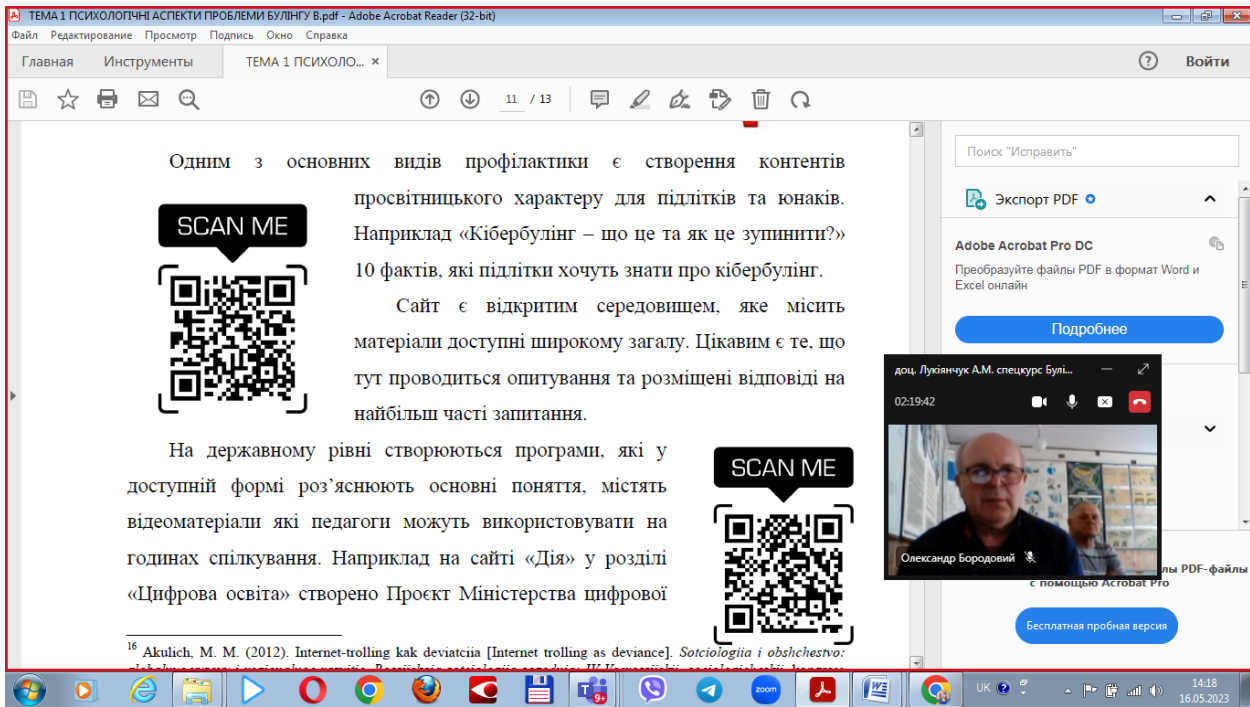 ТЕМА 1 ПСИХОЛОГІЧНІ АСПЕКТИ ПРОБЛЕМИ БУЛІНГУ В.pdf - Adobe Acrobat Reader (32-bit)
Файл Редактирование Просмотр Подпись Окно Справка
Главная Инструменты ТЕМА 1 ПСИХОЛО... ×
Войти
11 / 13
Одним з основних видів профілактики є створення контентів
просвітницького характеру для підлітків та юнаків.
Наприклад «Кібербулінг – що це та як це зупинити?»
10 фактів, які підлітки хочуть знати про кібербулінг.
SCAN ME
Сайт є відкритим середовищем, яке місить
матеріали доступні широкому загалу. Цікавим є те, що
тут проводиться опитування та розміщені відповіді на
найбільш часті запитання.
На державному рівні створюються програми, які у
доступній формі роз’яснюють основні поняття, містять
відеоматеріали які педагоги можуть використовувати на
годинах спілкування. Наприклад на сайті «Дія» у розділі
«Цифрова освіта» створено Проєкт Міністерства цифрової
SCAN ME
16 Akulich, M. M. (2012). Internet-trolling kak deviatciia [Internet trolling as deviance]. Sotciologiia i obshchestvo:
Поиск "Исправить"
Экспорт PDF
Adobe Acrobat Pro DC
Преобразуйте файлы PDF в формат Word и
Excel онлайн
Подробнее
доц. Лукіянчук А.М. спецкурс Булі...
02:19:42
Олександр Бородовий
лы PDF-файлы
с помощью Acrobat Pro
Бесплатная пробная версия
9+
zoom
UK
14:18
16.05.2023